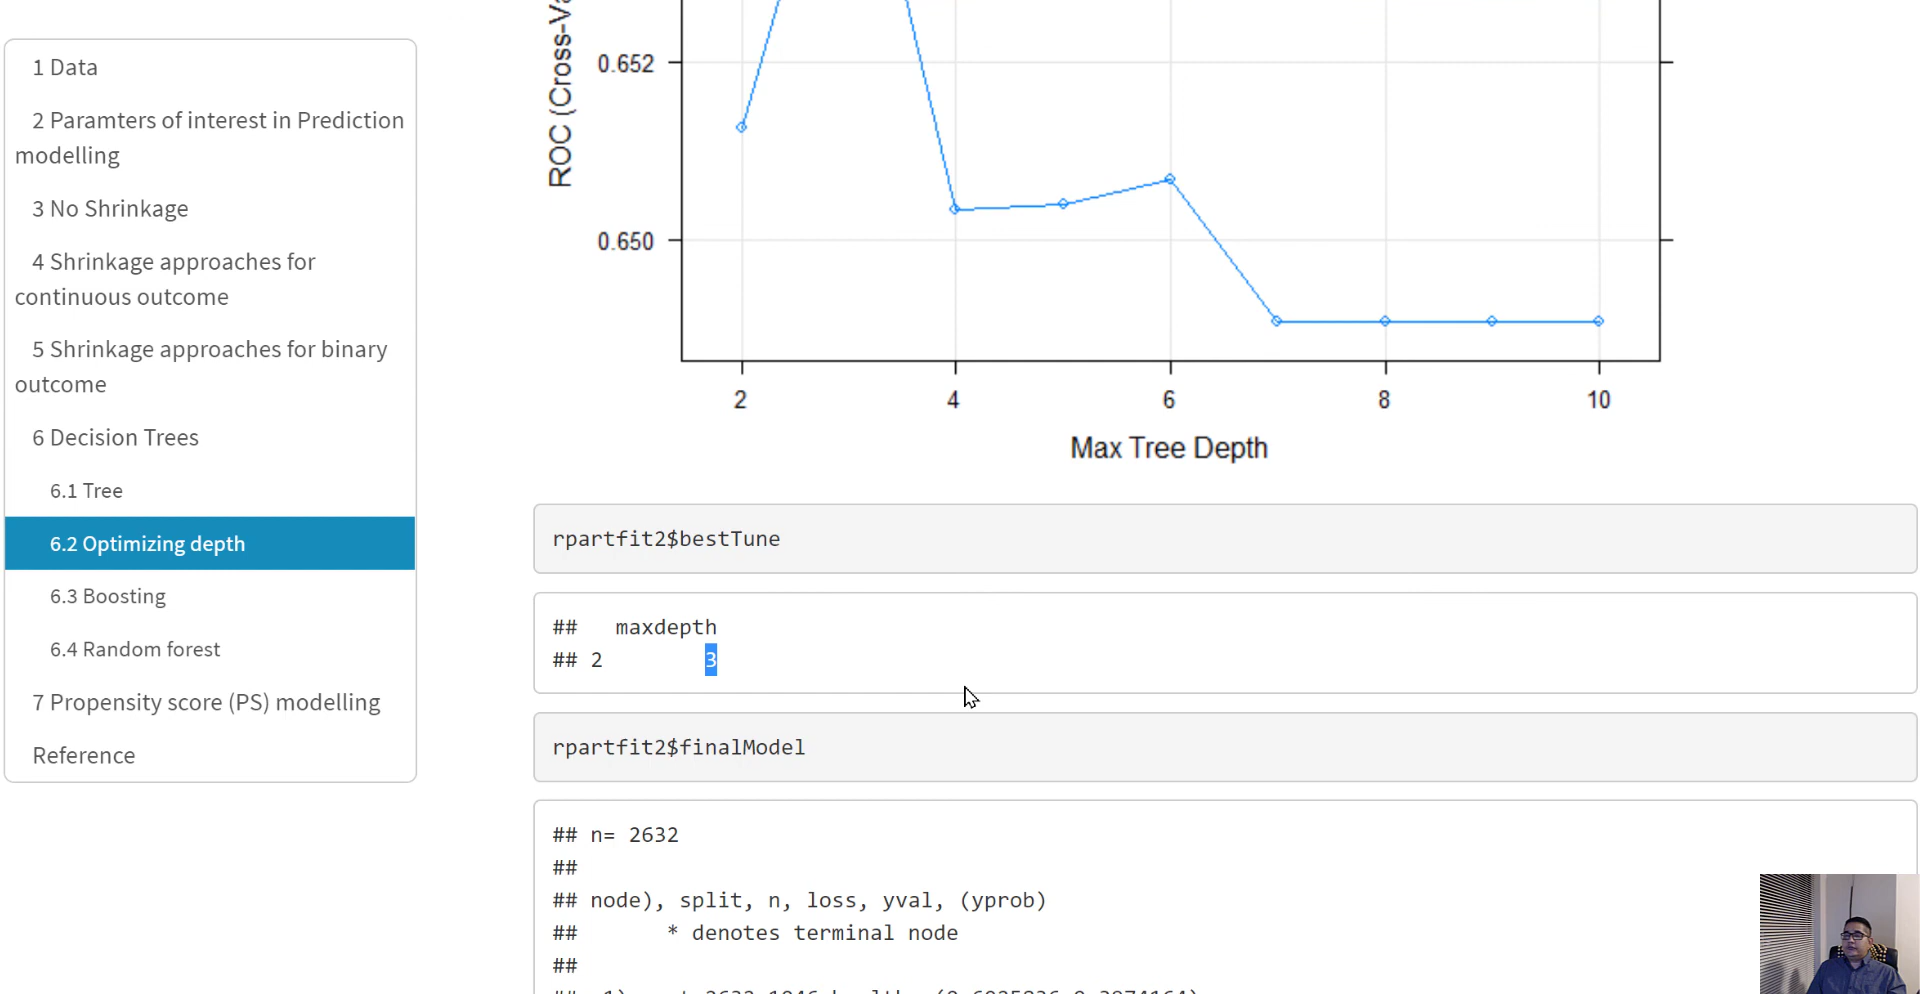 1 Data
2 Paramters of interest in Prediction
modelling
3 No Shrinkage
4 Shrinkage approaches for
continuous outcome
5 Shrinkage approaches for binary
outcome
6 Decision Trees
6.1 Tree
6.2 Optimizing depth
6.3 Boosting
6.4 Random forest
7 Propensity score (PS) modelling
Reference
ROC (Cross-Va
0.652
0.650
2 4 6 8 10
Max Tree Depth
rpartfit2$bestTune
## maxdepth
## 2 3
rpartfit2$finalModel
## n= 2632
##
## node), split, n, loss, yval, (yprob)
## * denotes terminal node
##